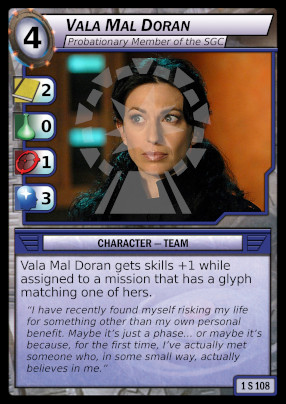 4
VALA MAL DORAN
Probationary Member of the SGC
2
0
1
3
CHARACTER – TEAM
Vala Mal Doran gets skills +1 while
assigned to a mission that has a glyph
matching one of hers.
"I have recently found myself risking my life
for something other than my own personal
benefit. Maybe it's just a phase... or maybe it's
because, for the first time, I've actually met
someone who, in some small way, actually
believes in me."
1 S 108